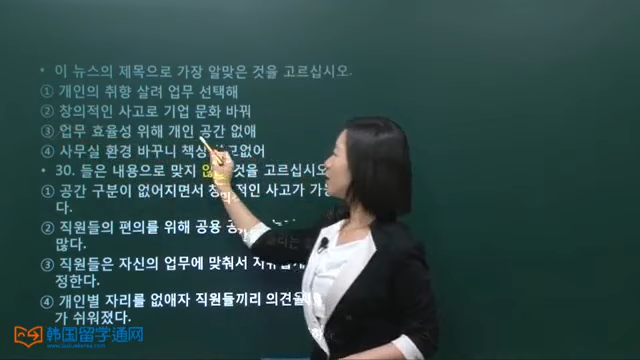 • 이 뉴스의 제목으로 가장 알맞은 것을 고르십시오.
① 개인의 취향 살려 업무 선택해
② 창의적인 사고로 기업 문화 바꿔
③ 업무 효율성 위해 개인 공간 없애
④ 사무실 환경 바꾸니 책상 없어
• 30. 들은 내용으로 맞지 않 것을 고르십시오
① 공간 구분이 없어지면서 창의적인 사고가
다.
② 직원들의 편의를 위해 공용
많다.
③ 직원들은 자신의 업무에 맞춰서
정한다.
④ 개인별 자리를 없애자 직원들끼리 의견을
가 쉬워졌다.
韩国留学通网